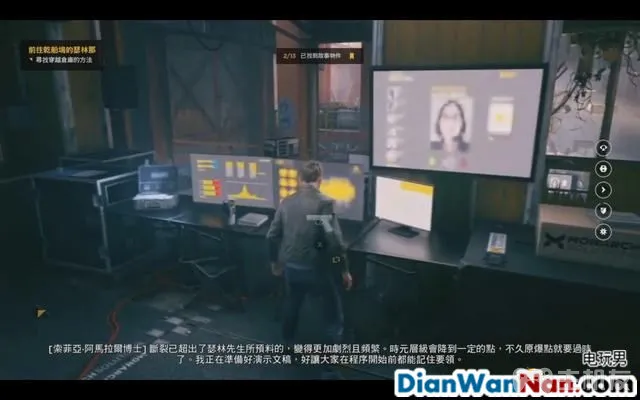 前往乾船塢的瑟林那
尋找穿越倉庫的方法
2/13 已找到故事物件
MONARCH
[索菲亞-阿馬拉爾博士] 斷裂已超出了瑟林先生所預料的，變得更加劇烈且頻繁。時元層級會降到一定的點，不久原爆點就要過時
了。我正在準備好演示文稿，好讓大家在程序開始前都能記住要領。
电玩男
DianWanNan.com